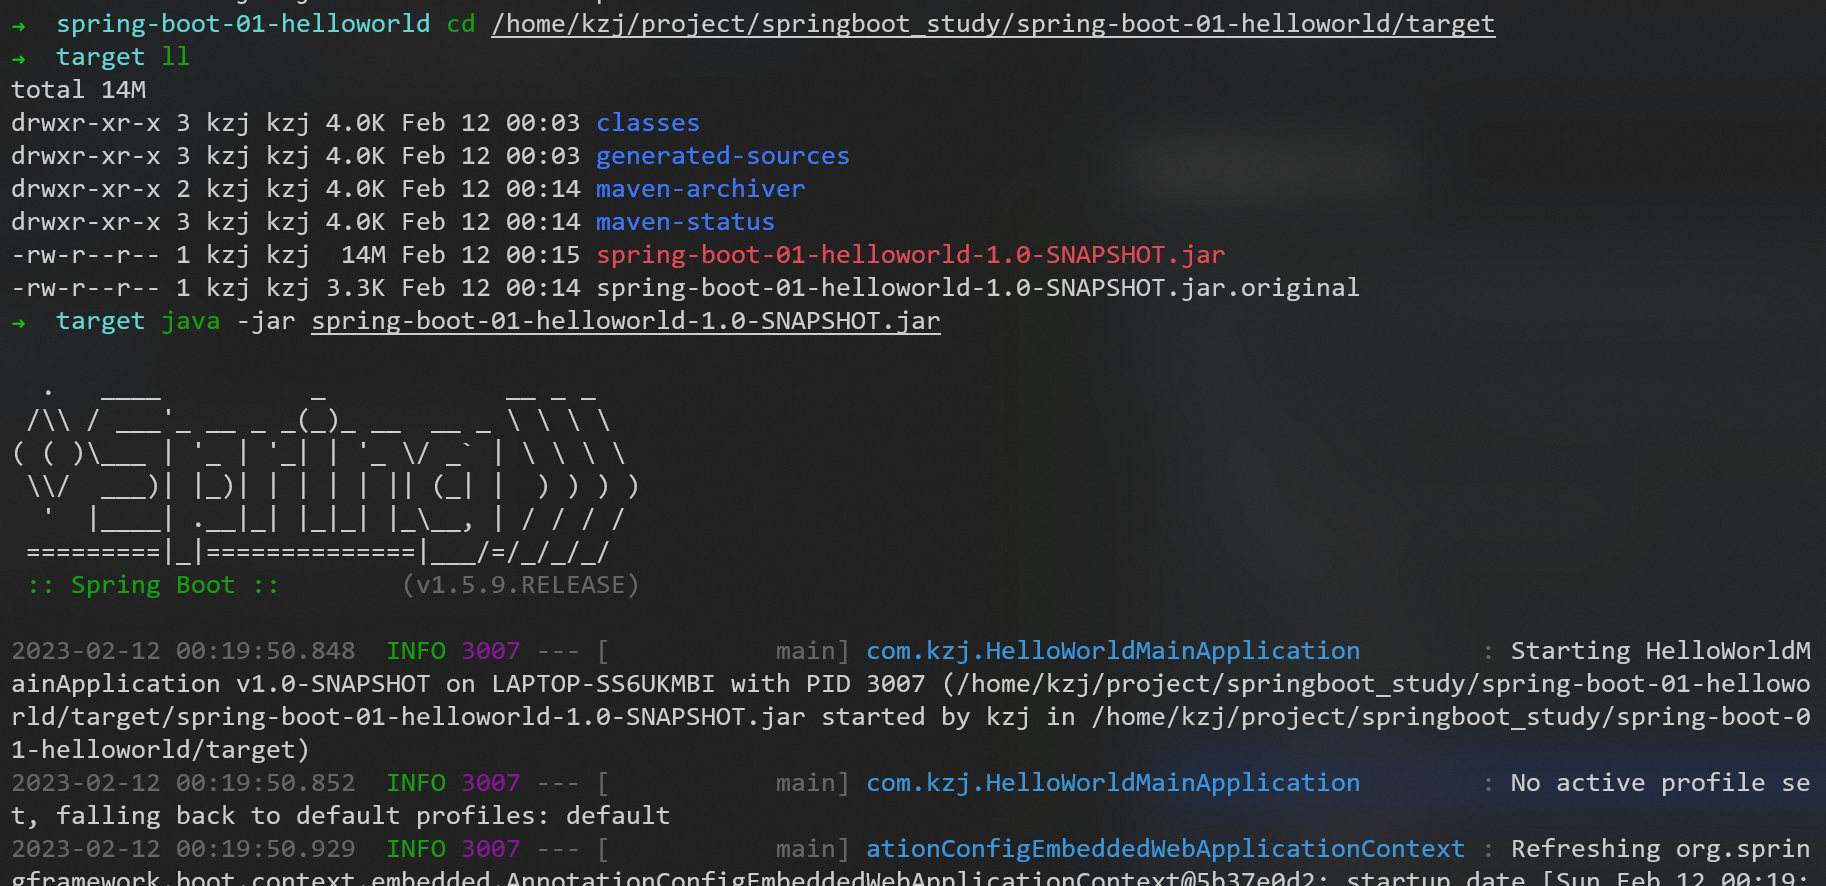 →  spring-boot-01-helloworld cd /home/kzj/project/springboot_study/spring-boot-01-helloworld/target
→  target ll
total 14M
drwxr-xr-x 3 kzj kzj 4.0K Feb 12 00:03 classes
drwxr-xr-x 3 kzj kzj 4.0K Feb 12 00:03 generated-sources
drwxr-xr-x 2 kzj kzj 4.0K Feb 12 00:14 maven-archiver
drwxr-xr-x 3 kzj kzj 4.0K Feb 12 00:14 maven-status
-rw-r--r-- 1 kzj kzj  14M Feb 12 00:15 spring-boot-01-helloworld-1.0-SNAPSHOT.jar
-rw-r--r-- 1 kzj kzj 3.3K Feb 12 00:14 spring-boot-01-helloworld-1.0-SNAPSHOT.jar.original
→  target java -jar spring-boot-01-helloworld-1.0-SNAPSHOT.jar

  .   ____          _            __ _ _
 /\\ / ___'_ __ _ _(_)_ __  __ _ \ \ \ \
( ( )\___ | '_ | '_| | '_ \/ _` | \ \ \ \
 \\/  ___)| |_)| | | | | || (_| |  ) ) ) )
  '  |____| .__|_| |_|_| |_\__, | / / / /
 =========|_|==============|___/=/_/_/_/
 :: Spring Boot ::        (v1.5.9.RELEASE)

2023-02-12 00:19:50.848  INFO 3007 --- [           main] com.kzj.HelloWorldMainApplication        : Starting HelloWorldM
ainApplication v1.0-SNAPSHOT on LAPTOP-SS6UKMBI with PID 3007 (/home/kzj/project/springboot_study/spring-boot-01-hellowo
rld/target/spring-boot-01-helloworld-1.0-SNAPSHOT.jar started by kzj in /home/kzj/project/springboot_study/spring-boot-0
1-helloworld/target)
2023-02-12 00:19:50.852  INFO 3007 --- [           main] com.kzj.HelloWorldMainApplication        : No active profile se
t, falling back to default profiles: default
2023-02-12 00:19:50.929  INFO 3007 --- [           main] ationConfigEmbeddedWebApplicationContext : Refreshing org.sprin
gframework.boot.context.embedded.AnnotationConfigEmbeddedWebApplicationContext@5b37e0d2: startup date [Sun Feb 12 00:19: